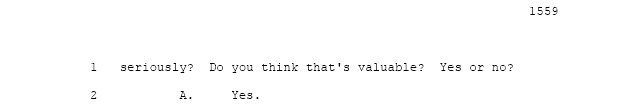 1559
1 seriously? Do you think that's valuable? Yes or no?
2 A. Yes.